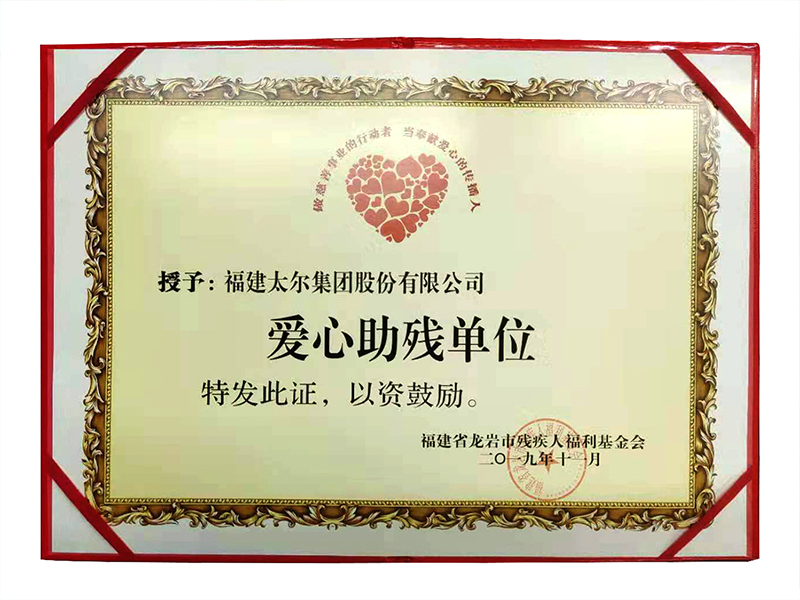 做慈善事业的行动者 当奉献爱心的传播人
授予：福建太尔集团股份有限公司
爱心助残单位
特发此证，以资鼓励。
福建省龙岩市残疾人福利基金会
二〇一九年十一月